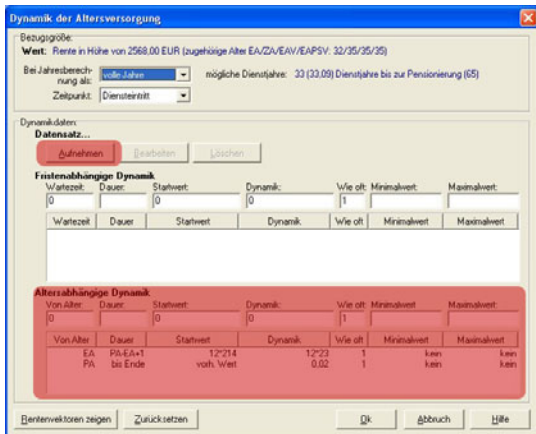 Dynamik der Altersversorgung
Bezugsgröße:
Wert: Rente in Höhe von 2568,00 EUR (zugehörige Alter EA/ZA/EAV/EAPSV: 32/35/35/35)
Bei Jahresberech-
nung als: volle Jahre mögliche Dienstjahre: 33 (33,09) Dienstjahre bis zur Pensionierung (65)
Zeitpunkt: Diensteintritt
Dynamikdaten:
Datensatz...
Aufnehmen Bearbeiten Löschen
Fristenabhängige Dynamik
Wartezeit: Dauer: Startwert: Dynamik: Wie oft: Minimalwert: Maximalwert:
0 0 0 1
Wartezeit Dauer Startwert Dynamik Wie oft Minimalwert Maximalwert
Altersabhängige Dynamik
Von Alter: Dauer: Startwert: Dynamik: Wie oft: Minimalwert Maximalwert:
0 0 0 1
Von Alter Dauer Startwert Dynamik Wie oft Minimalwert Maximalwert
EA PA-EA+1 12*214 12*23 1 kein kein
PA bis Ende vorh. Wert 0,02 1 kein kein
Rentenvektoren zeigen Zurücksetzen Ok Abbruch Hilfe